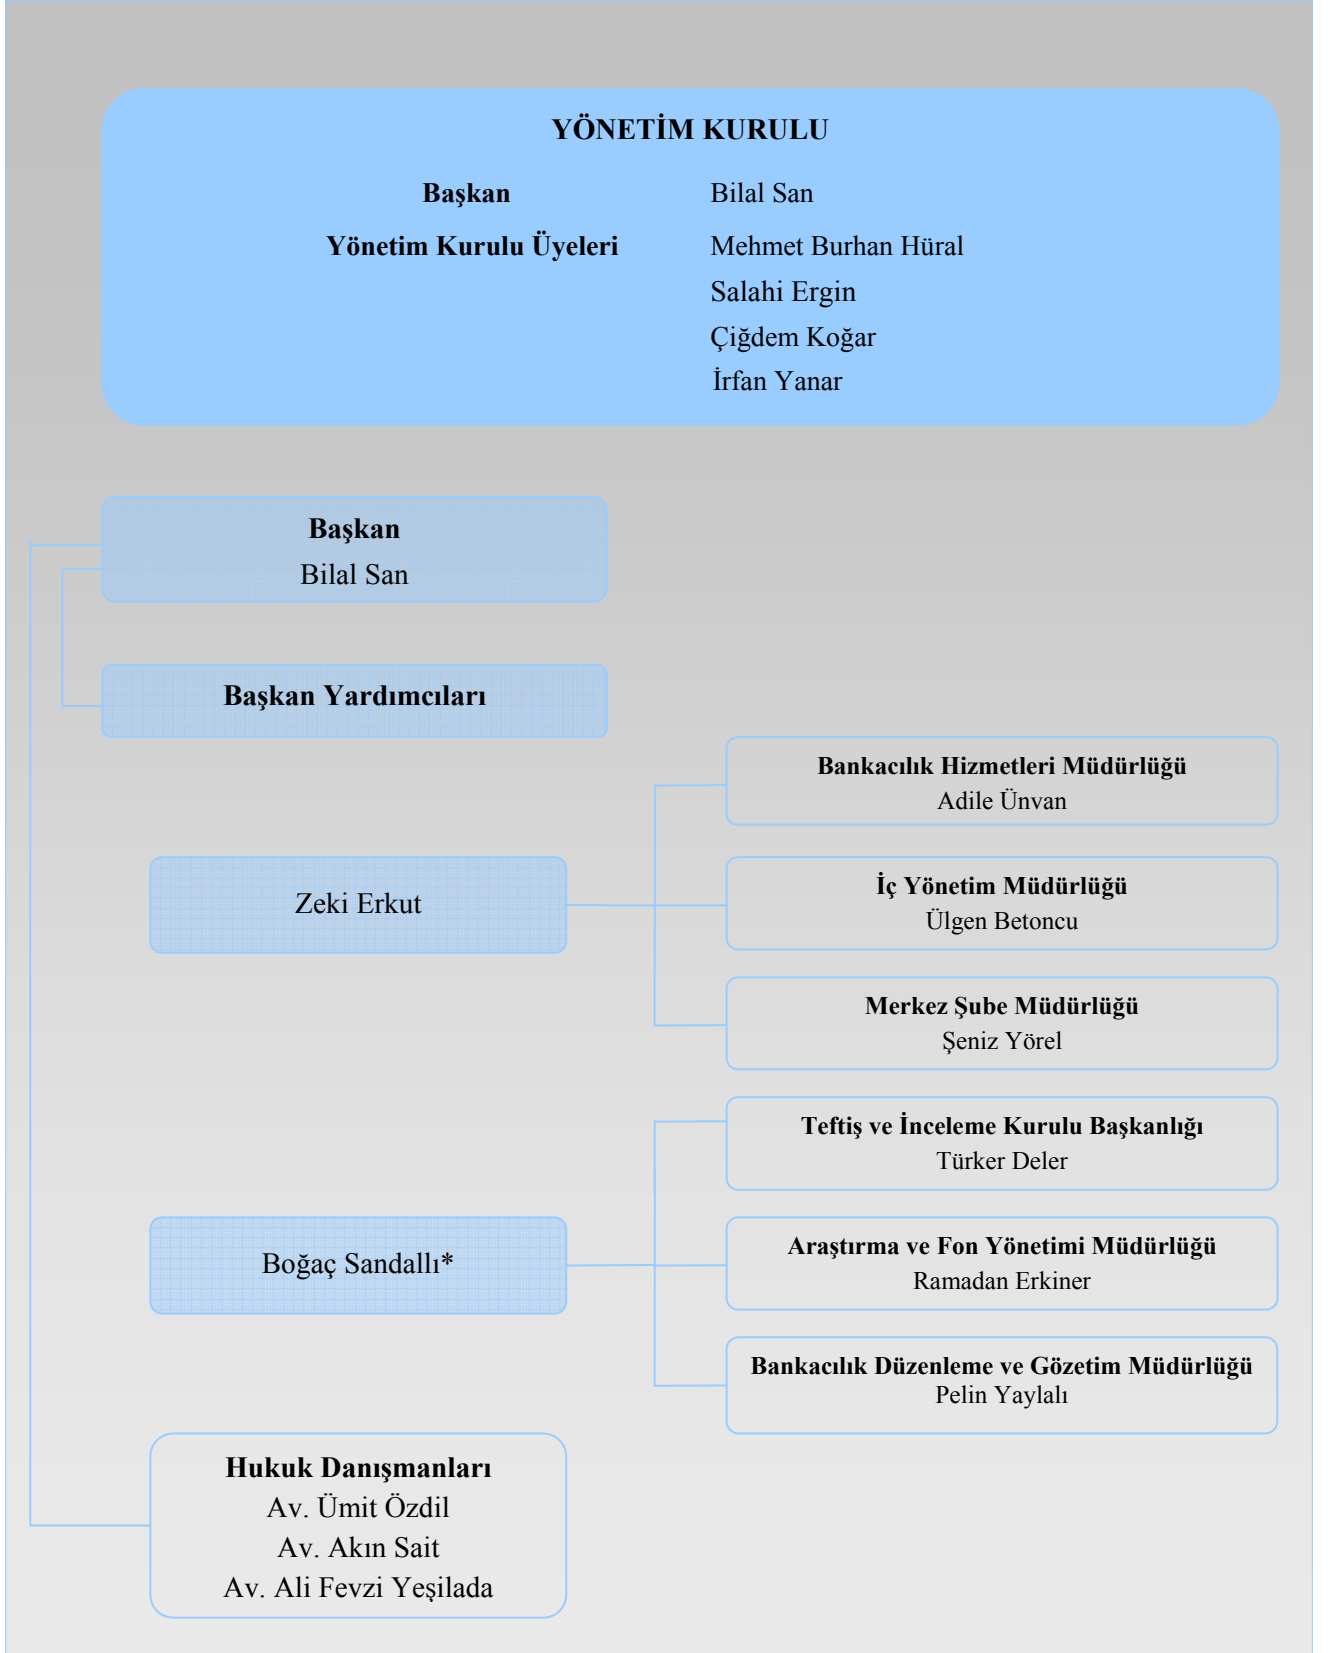 YÖNETİM KURULU
Başkan Bilal San
Yönetim Kurulu Üyeleri Mehmet Burhan Hüral
Salahi Ergin
Çiğdem Koğar
İrfan Yanar
Başkan
Bilal San
Başkan Yardımcıları
Bankacılık Hizmetleri Müdürlüğü
Adile Ünvan
Zeki Erkut
İç Yönetim Müdürlüğü
Ülgen Betoncu
Merkez Şube Müdürlüğü
Şeniz Yörel
Teftiş ve İnceleme Kurulu Başkanlığı
Türker Deler
Boğaç Sandallı*
Araştırma ve Fon Yönetimi Müdürlüğü
Ramadan Erkiner
Bankacılık Düzenleme ve Gözetim Müdürlüğü
Pelin Yaylalı
Hukuk Danışmanları
Av. Ümit Özdil
Av. Akın Sait
Av. Ali Fevzi Yeşilada